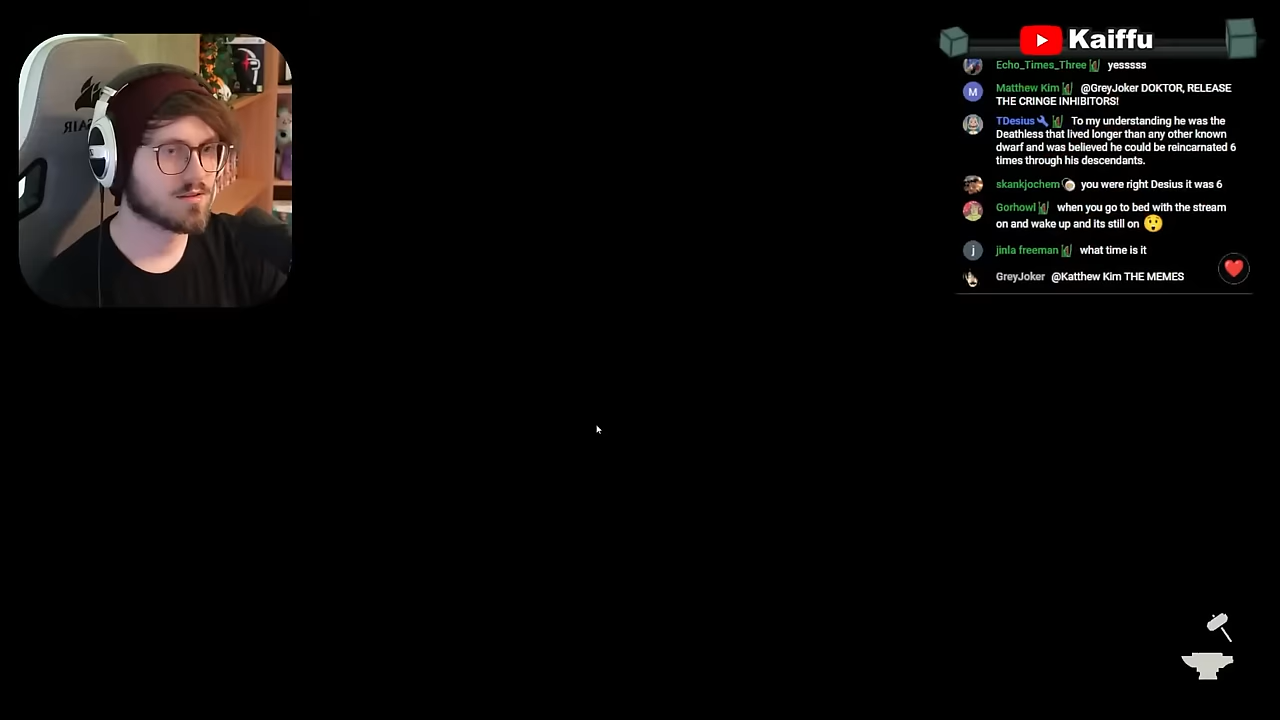 Kaiffu
Echo_Times_Three yesssss
Matthew Kim @GreyJoker DOKTOR, RELEASE
THE CRINGE INHIBITORS!
TDesius To my understanding he was the
Deathless that lived longer than any other known
dwarf and was believed he could be reincarnated 6
times through his descendants.
skankjochem you were right Desius it was 6
Gorhowl when you go to bed with the stream
on and wake up and its still on
j jinla freeman what time is it
GreyJoker @Katthew Kim THE MEMES